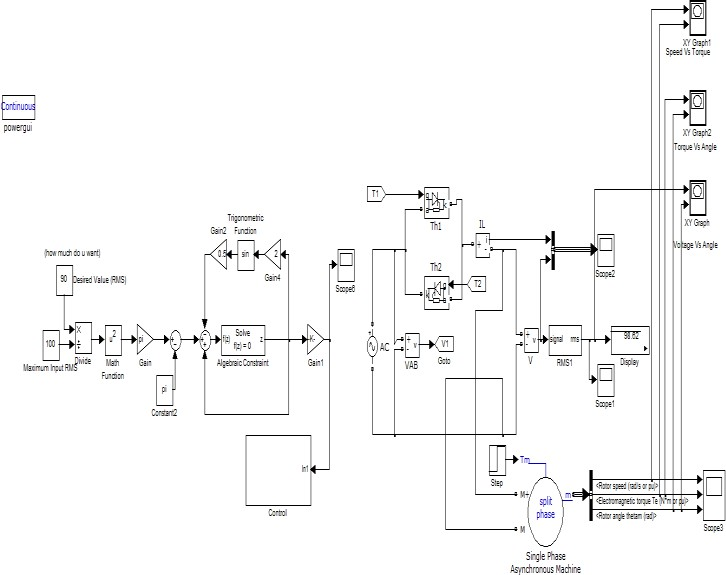 XY Graph1
Speed Vs Torque
Continuous
powergui
XY Graph2
Torque Vs Angle
T1
Th1
IL
i
+
-
XY Graph
Voltage Vs Angle
Trigonometric
Function
Gain2
0.5
sin
2
Gain4
Scope6
Th2
T2
Scope2
(how much do u want)
90
Desired Value (RMS)
100
Maximum Input RMS
Divide
u²
Math
Function
pi
Gain
pi
Constant2
f(z)
Solve
f(z) = 0
z
Algebraic Constraint
-K-
Gain1
AC
+
-
v
VAB
V1
Goto
+
-
v
V
signal
rms
RMS1
98.62
Display
Scope1
In1
Control
Step
Tm
M+
M
split
phase
m
Single Phase
Asynchronous Machine
<Rotor speed (rad/s or pu)>
<Electromagnetic torque Te (N*m or pu)>
<Rotor angle thetam (rad)>
Scope3